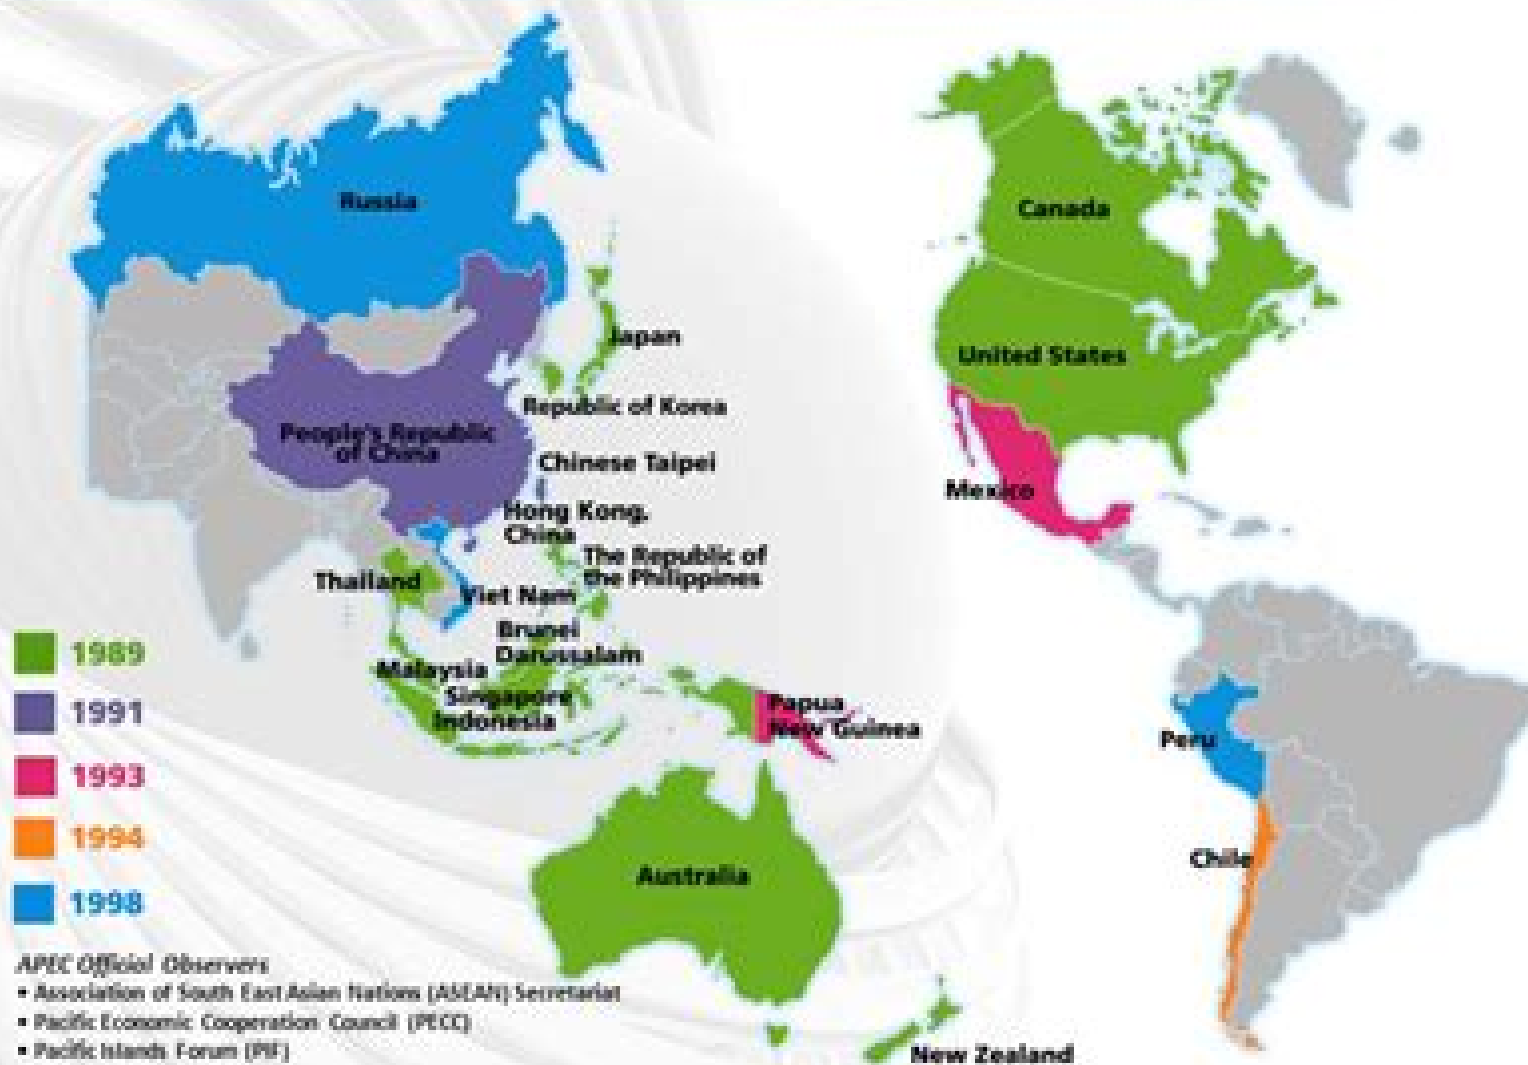 Russia
Canada
Japan
United States
Republic of Korea
People's Republic
of China
Chinese Taipei
Mexico
Hong Kong,
China
The Republic of
the Philippines
Thailand
Viet Nam
Brunei
Darussalam
Malaysia
Singapore
Indonesia
Papua
New Guinea
Peru
Chile
Australia
New Zealand
1989
1991
1993
1994
1998
APEC Official Observers
• Association of South East Asian Nations (ASEAN) Secretariat
• Pacific Economic Cooperation Council (PECC)
• Pacific Islands Forum (PIF)